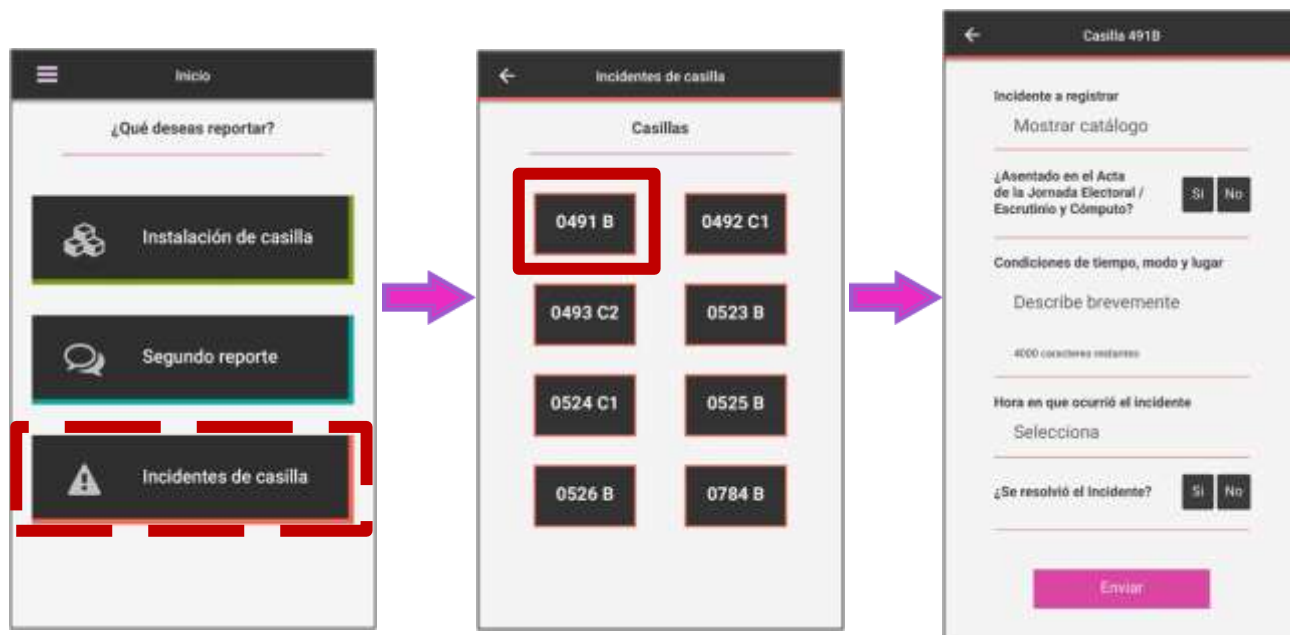 Inicio
¿Qué deseas reportar?
Instalación de casilla
Segundo reporte
Incidentes de casilla
Incidentes de casilla
Casillas
0491 B
0492 C1
0493 C2
0523 B
0524 C1
0525 B
0526 B
0784 B
Casilla 491B
Incidente a registrar
Mostrar catálogo
¿Asentado en el Acta
de la Jornada Electoral /
Escrutinio y Cómputo?
Si No
Condiciones de tiempo, modo y lugar
Describe brevemente
4000 caracteres restantes
Hora en que ocurrió el incidente
Selecciona
¿Se resolvió el incidente?
Si No
Enviar